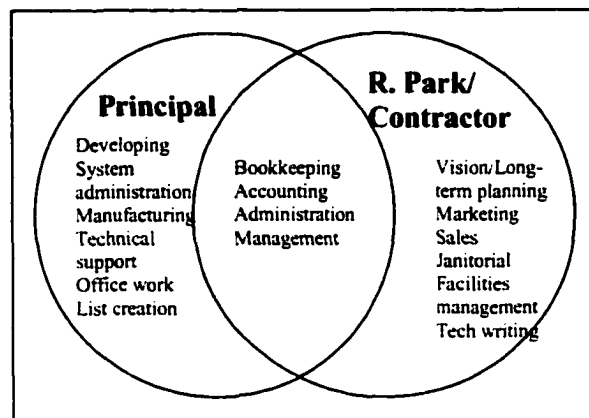 Principal
Developing
System
administration
Manufacturing
Technical
support
Office work
List creation
Bookkeeping
Accounting
Administration
Management
R. Park/
Contractor
Vision/Long-
term planning
Marketing
Sales
Janitorial
Facilities
management
Tech writing